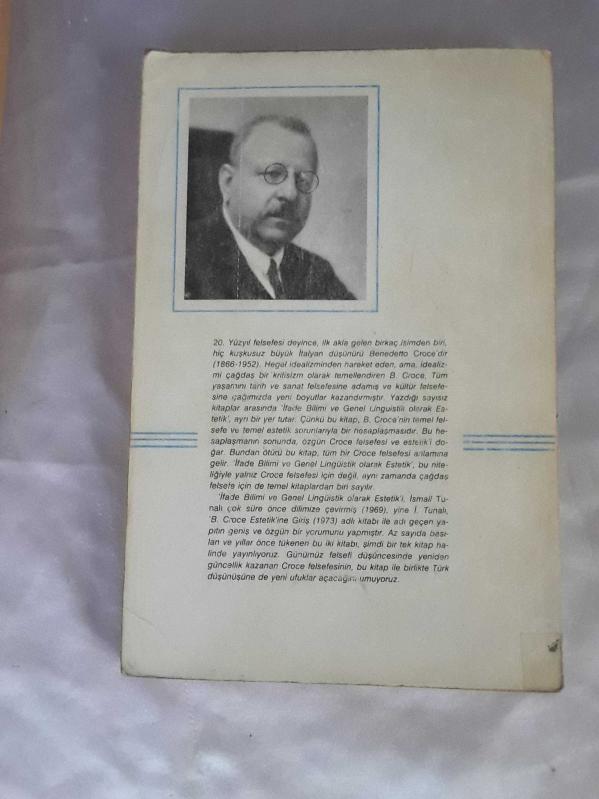 20. Yüzyıl felsefesi deyince, ilk akla gelen birkaç isimden biri,
hiç kuşkusuz büyük İtalyan düşünürü Benedetto Croce'dir
(1866-1952). Hegel idealizminden hareket eden, ama, idealiz-
mi çağdaş bir kritisizm olarak temellendiren B. Croce, Tüm
yaşamını tarih ve sanat felsefesine adamış ve kültür felsefe-
sine çağımızda yeni boyutlar kazandırmıştır. Yazdığı sayısız
kitaplar arasında 'İfade Bilimi ve Genel Linguistik olarak Es-
tetik', ayrı bir yer tutar. Çünkü bu kitap, B. Croce'nin temel fel-
sefe ve temel estetik sorunlarıyla bir hesaplaşmasıdır. Bu he-
saplaşmanın sonunda, özgün Croce felsefesi ve estetik'i do-
ğar. Bundan ötürü bu kitap, tüm bir Croce felsefesi anlamına
gelir. 'İfade Bilimi ve Genel Lingüistik olarak Estetik', bu nite-
liğiyle yalnız Croce felsefesi için değil, aynı zamanda çağdaş
felsefe için de temel kitaplardan biri sayılır.
'İfade Bilimi ve Genel Lingüistik olarak Estetik'i, İsmail Tu-
nalı çok süre önce dilimize çevirmiş (1969), yine İ. Tunalı,
'B. Croce Estetik'ine Giriş (1973) adlı kitabı ile adı geçen ya-
pıtın geniş ve özgün bir yorumunu yapmıştır. Az sayıda bası-
lan ve yıllar önce tükenen bu iki kitabı, şimdi bir tek kitap ha-
linde yayınlıyoruz. Günümüz felsefi düşüncesinde yeniden
güncellik kazanan Croce felsefesinin, bu kitap ile birlikte Türk
düşünüşüne de yeni ufuklar açacağını umuyoruz.